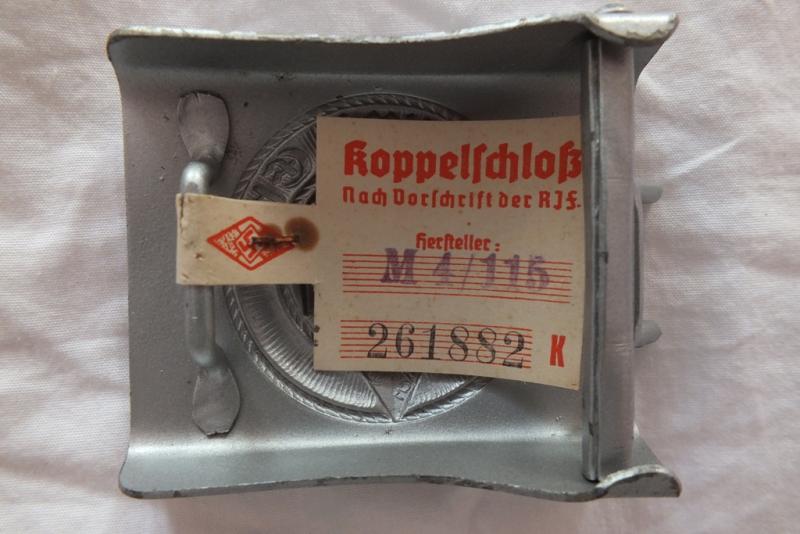 Koppelschloß
Nach Vorschrift der RJF.
Hersteller:
M 4/115
261882 K